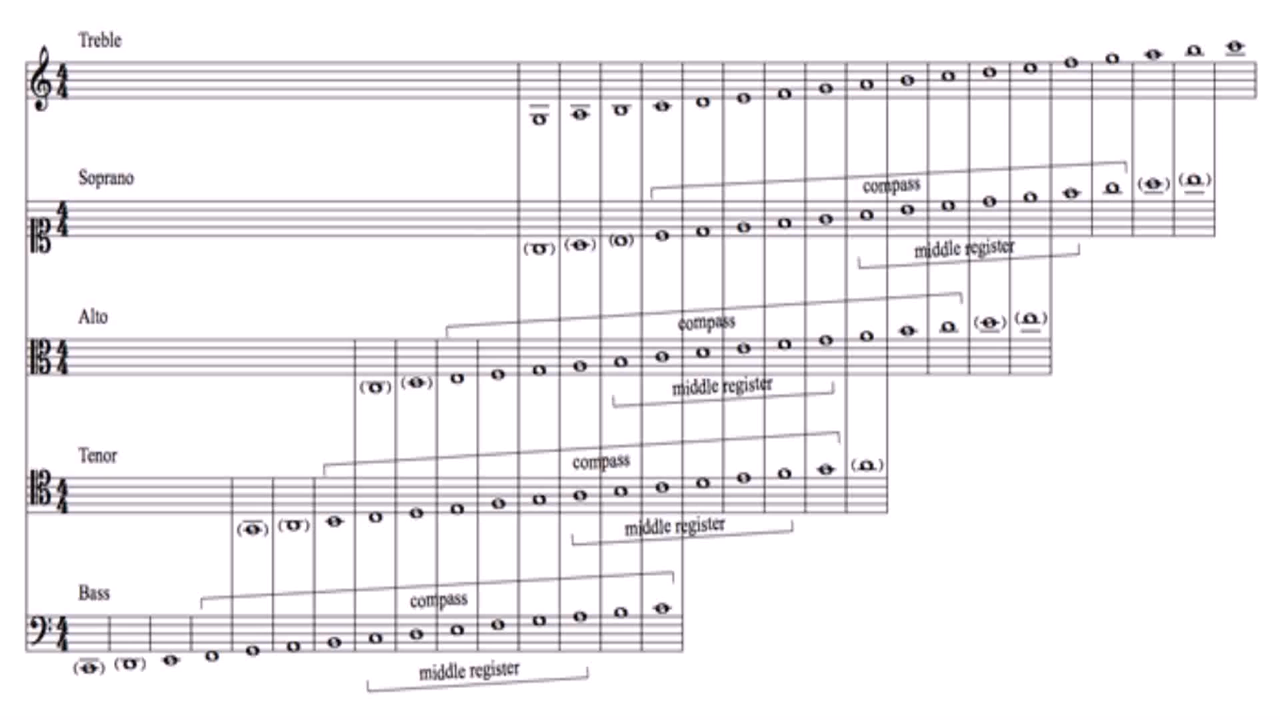 Treble
Soprano
compass
middle register
Alto
compass
middle register
Tenor
compass
middle register
Bass
compass
middle register